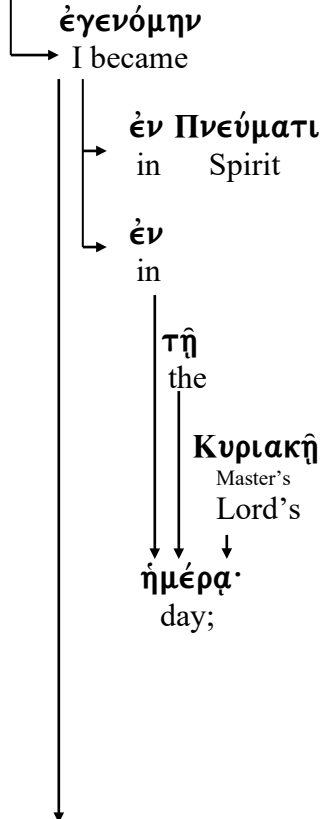 ἐγενόμην
I became
ἐν Πνεύματι
in Spirit
ἐν
in
τῇ
the
Κυριακῇ
Master's
Lord's
ἡμέρᾳ·
day;